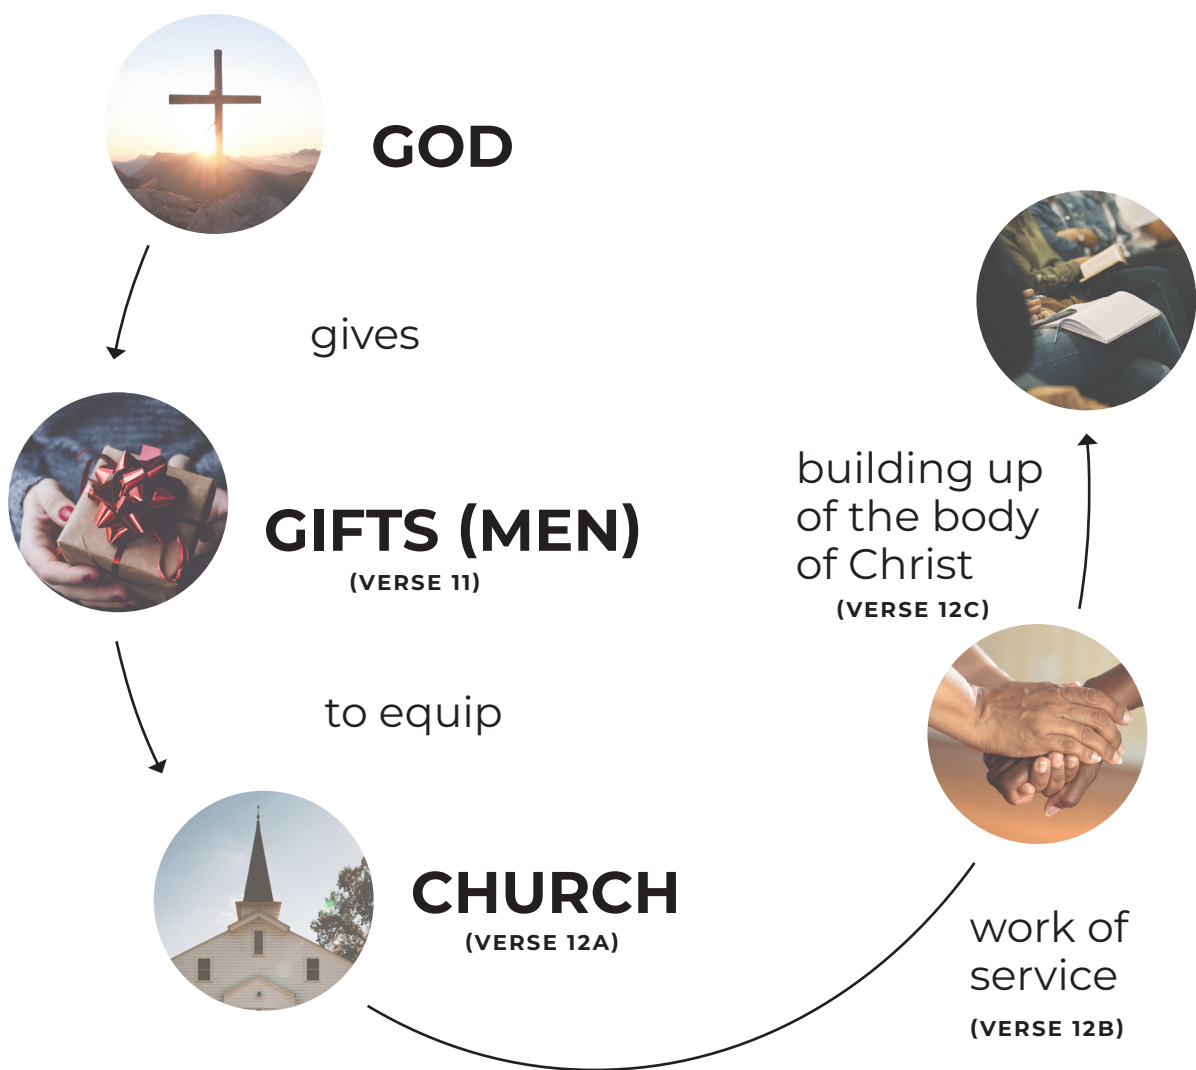 GOD
gives
GIFTS (MEN)
(VERSE 11)
to equip
CHURCH
(VERSE 12A)
work of
service
(VERSE 12B)
building up
of the body
of Christ
(VERSE 12C)